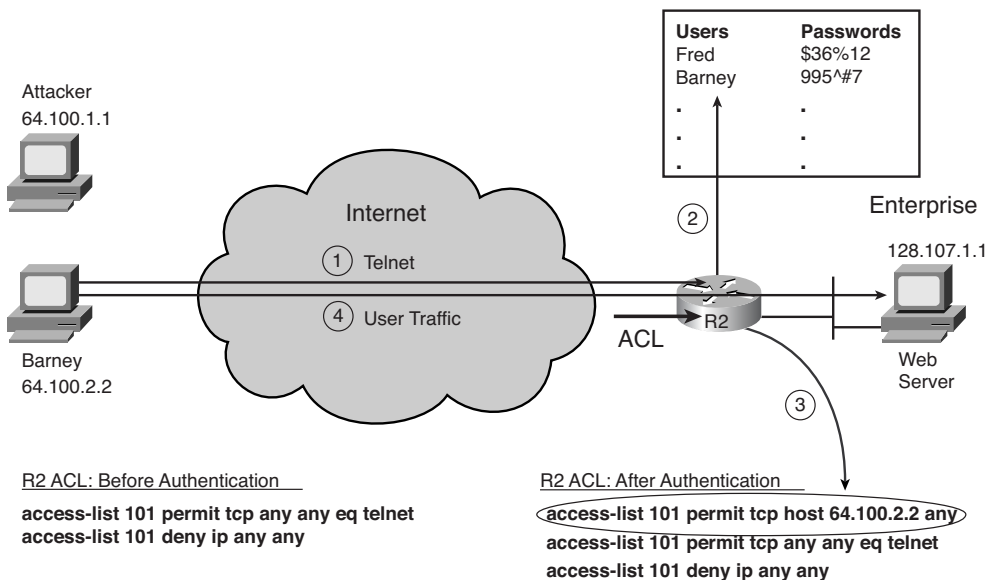 Users Passwords
Fred $36%12
Barney 995^#7
. .
. .
. .
Attacker
64.100.1.1
Internet
Enterprise
2
128.107.1.1
1 Telnet
4 User Traffic
ACL
R2
Barney
64.100.2.2
Web
Server
3
R2 ACL: Before Authentication
access-list 101 permit tcp any any eq telnet
access-list 101 deny ip any any
R2 ACL: After Authentication
access-list 101 permit tcp host 64.100.2.2 any
access-list 101 permit tcp any any eq telnet
access-list 101 deny ip any any